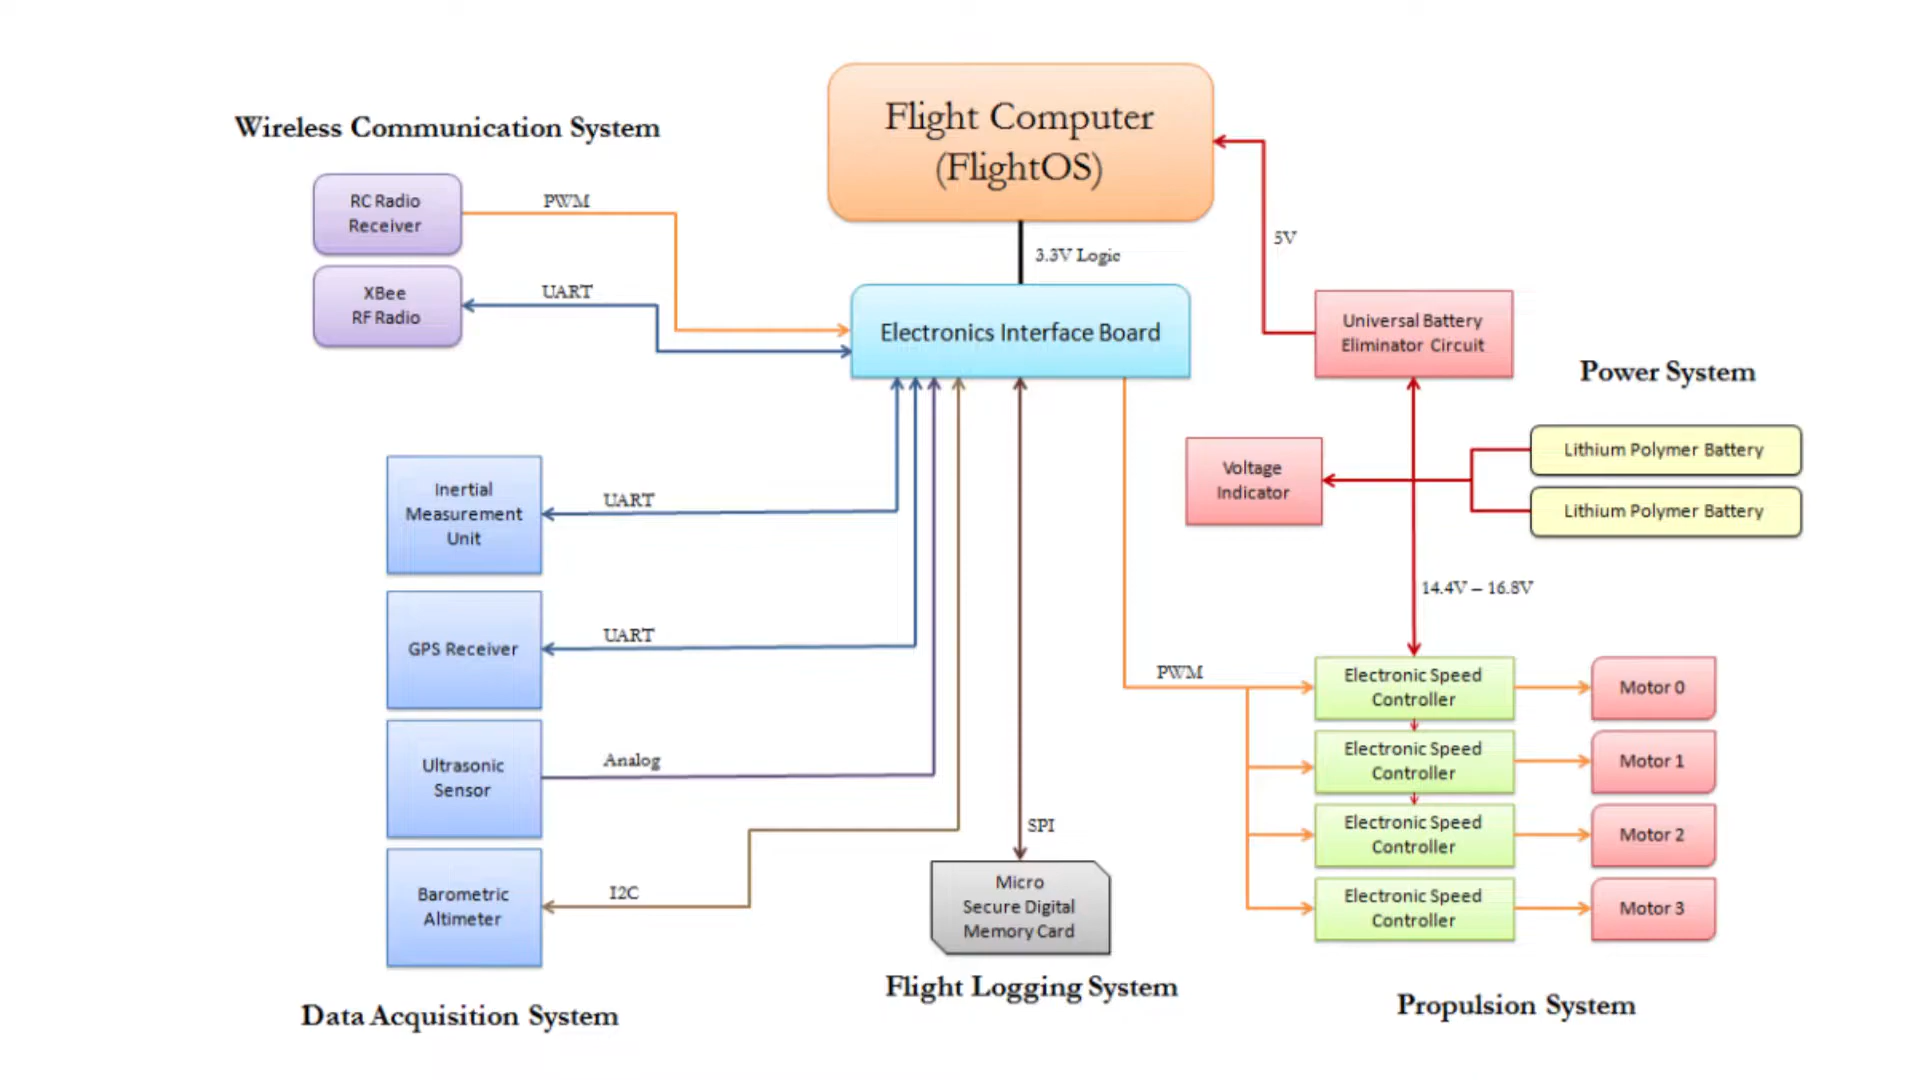 Flight Computer
(FlightOS)
Wireless Communication System
RC Radio
Receiver
PWM
5V
3.3V Logic
XBee
RF Radio
UART
Electronics Interface Board
Universal Battery
Eliminator Circuit
Power System
Lithium Polymer Battery
Voltage
Indicator
Lithium Polymer Battery
Inertial
Measurement
Unit
UART
14.4V – 16.8V
GPS Receiver
UART
PWM
Electronic Speed
Controller
Motor 0
Ultrasonic
Sensor
Analog
Electronic Speed
Controller
Motor 1
SPI
Electronic Speed
Controller
Motor 2
Barometric
Altimeter
I2C
Micro
Secure Digital
Memory Card
Electronic Speed
Controller
Motor 3
Flight Logging System
Data Acquisition System
Propulsion System